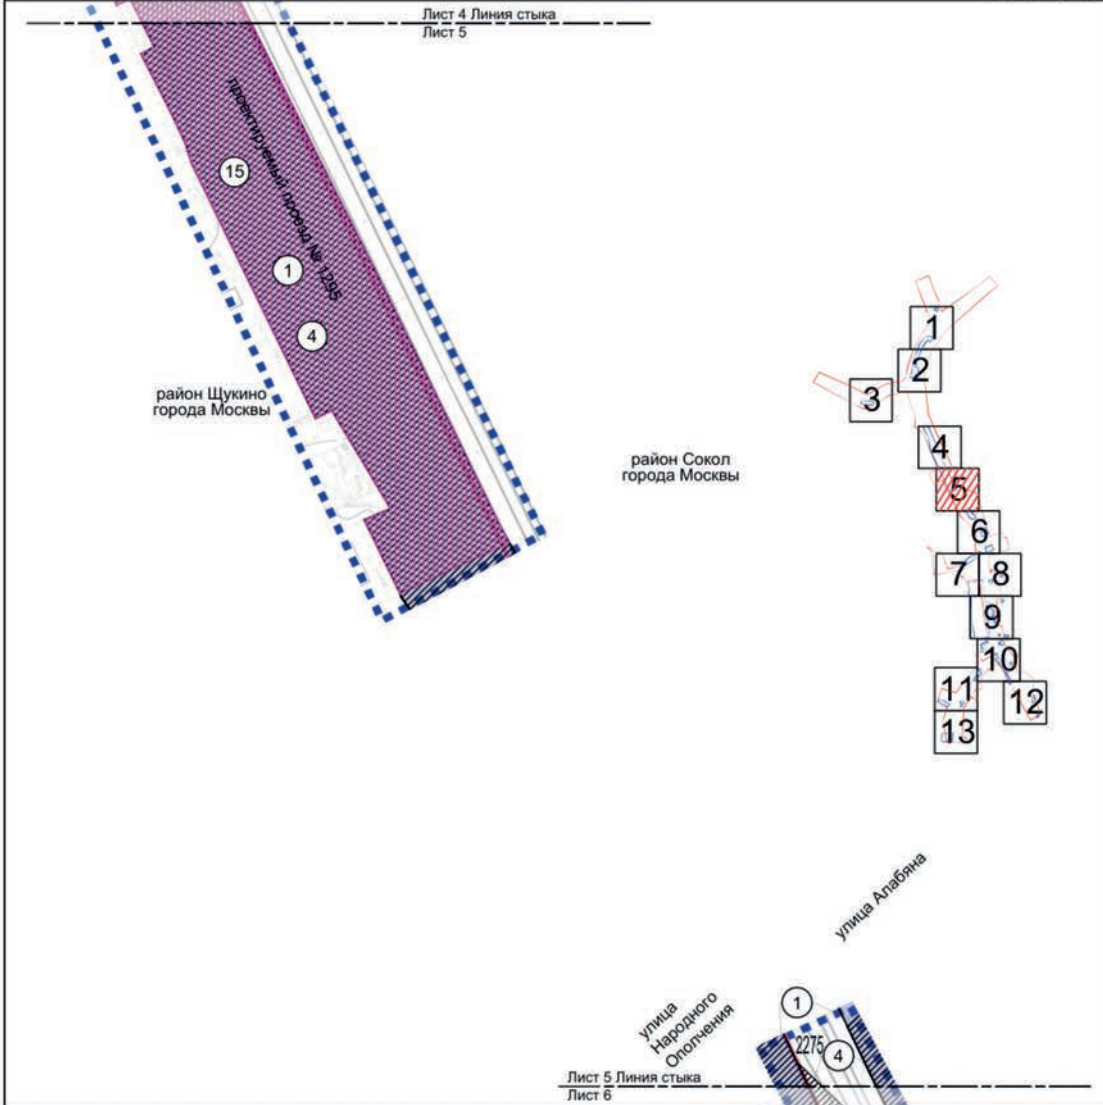 Лист 4 Линия стыка
Лист 5
проектируемый проезд № 1295
15
1
4
район Щукино
города Москвы
район Сокол
города Москвы
1
2
3
4
5
6
7 8
9
10
11
12
13
улица Алабяна
улица
Народного
Ополчения
1
2275
4
Лист 5 Линия стыка
Лист 6